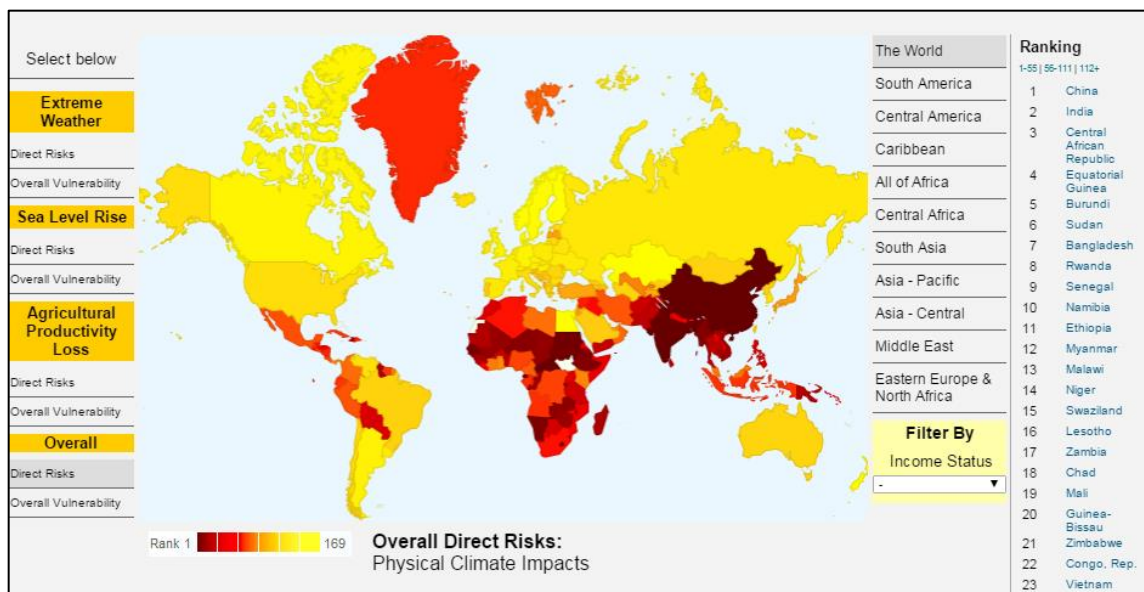 Select below
Extreme
Weather
Direct Risks
Overall Vulnerability
Sea Level Rise
Direct Risks
Overall Vulnerability
Agricultural
Productivity
Loss
Direct Risks
Overall Vulnerability
Overall
Direct Risks
Overall Vulnerability
Rank 1
169
Overall Direct Risks:
Physical Climate Impacts
The World
South America
Central America
Caribbean
All of Africa
Central Africa
South Asia
Asia - Pacific
Asia - Central
Middle East
Eastern Europe &
North Africa
Filter By
Income Status
-
Ranking
1-55 | 56-111 | 112+
1 China
2 India
3 Central
African
Republic
4 Equatorial
Guinea
5 Burundi
6 Sudan
7 Bangladesh
8 Rwanda
9 Senegal
10 Namibia
11 Ethiopia
12 Myanmar
13 Malawi
14 Niger
15 Swaziland
16 Lesotho
17 Zambia
18 Chad
19 Mali
20 Guinea-
Bissau
21 Zimbabwe
22 Congo, Rep.
23 Vietnam